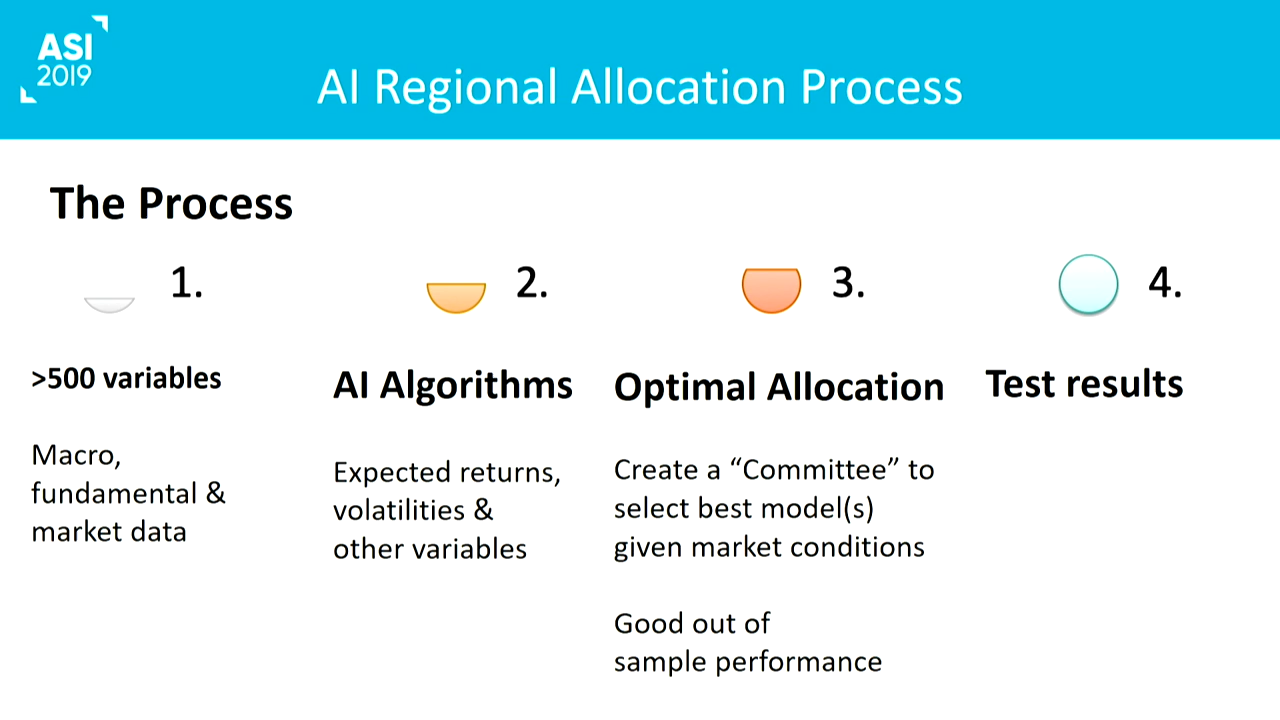 ASI
2019
AI Regional Allocation Process
The Process
1.
2.
3.
4.
>500 variables
Macro,
fundamental &
market data
AI Algorithms
Expected returns,
volatilities &
other variables
Optimal Allocation
Create a “Committee” to
select best model(s)
given market conditions
Good out of
sample performance
Test results